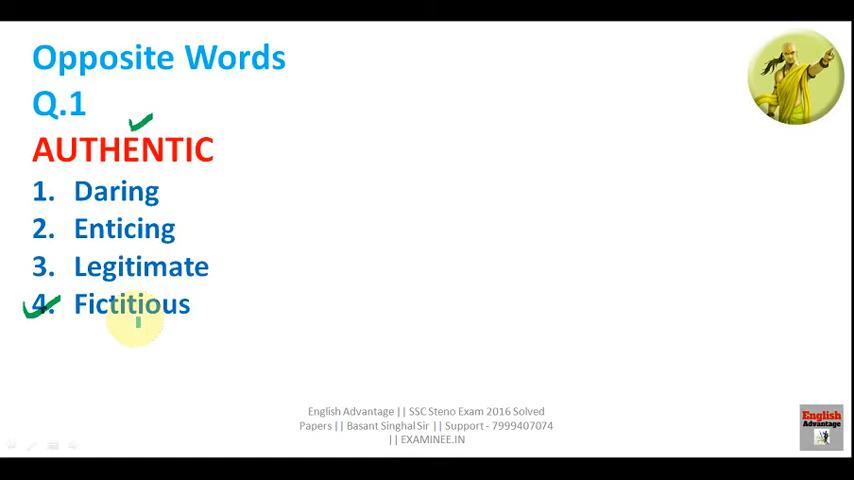 Opposite Words
Q.1
AUTHENTIC
1. Daring
2. Enticing
3. Legitimate
4. Fictitious
English Advantage || SSC Steno Exam 2016 Solved
Papers || Basant Singhal Sir || Support - 7999407074
|| EXAMINEE.IN
English
Advantage